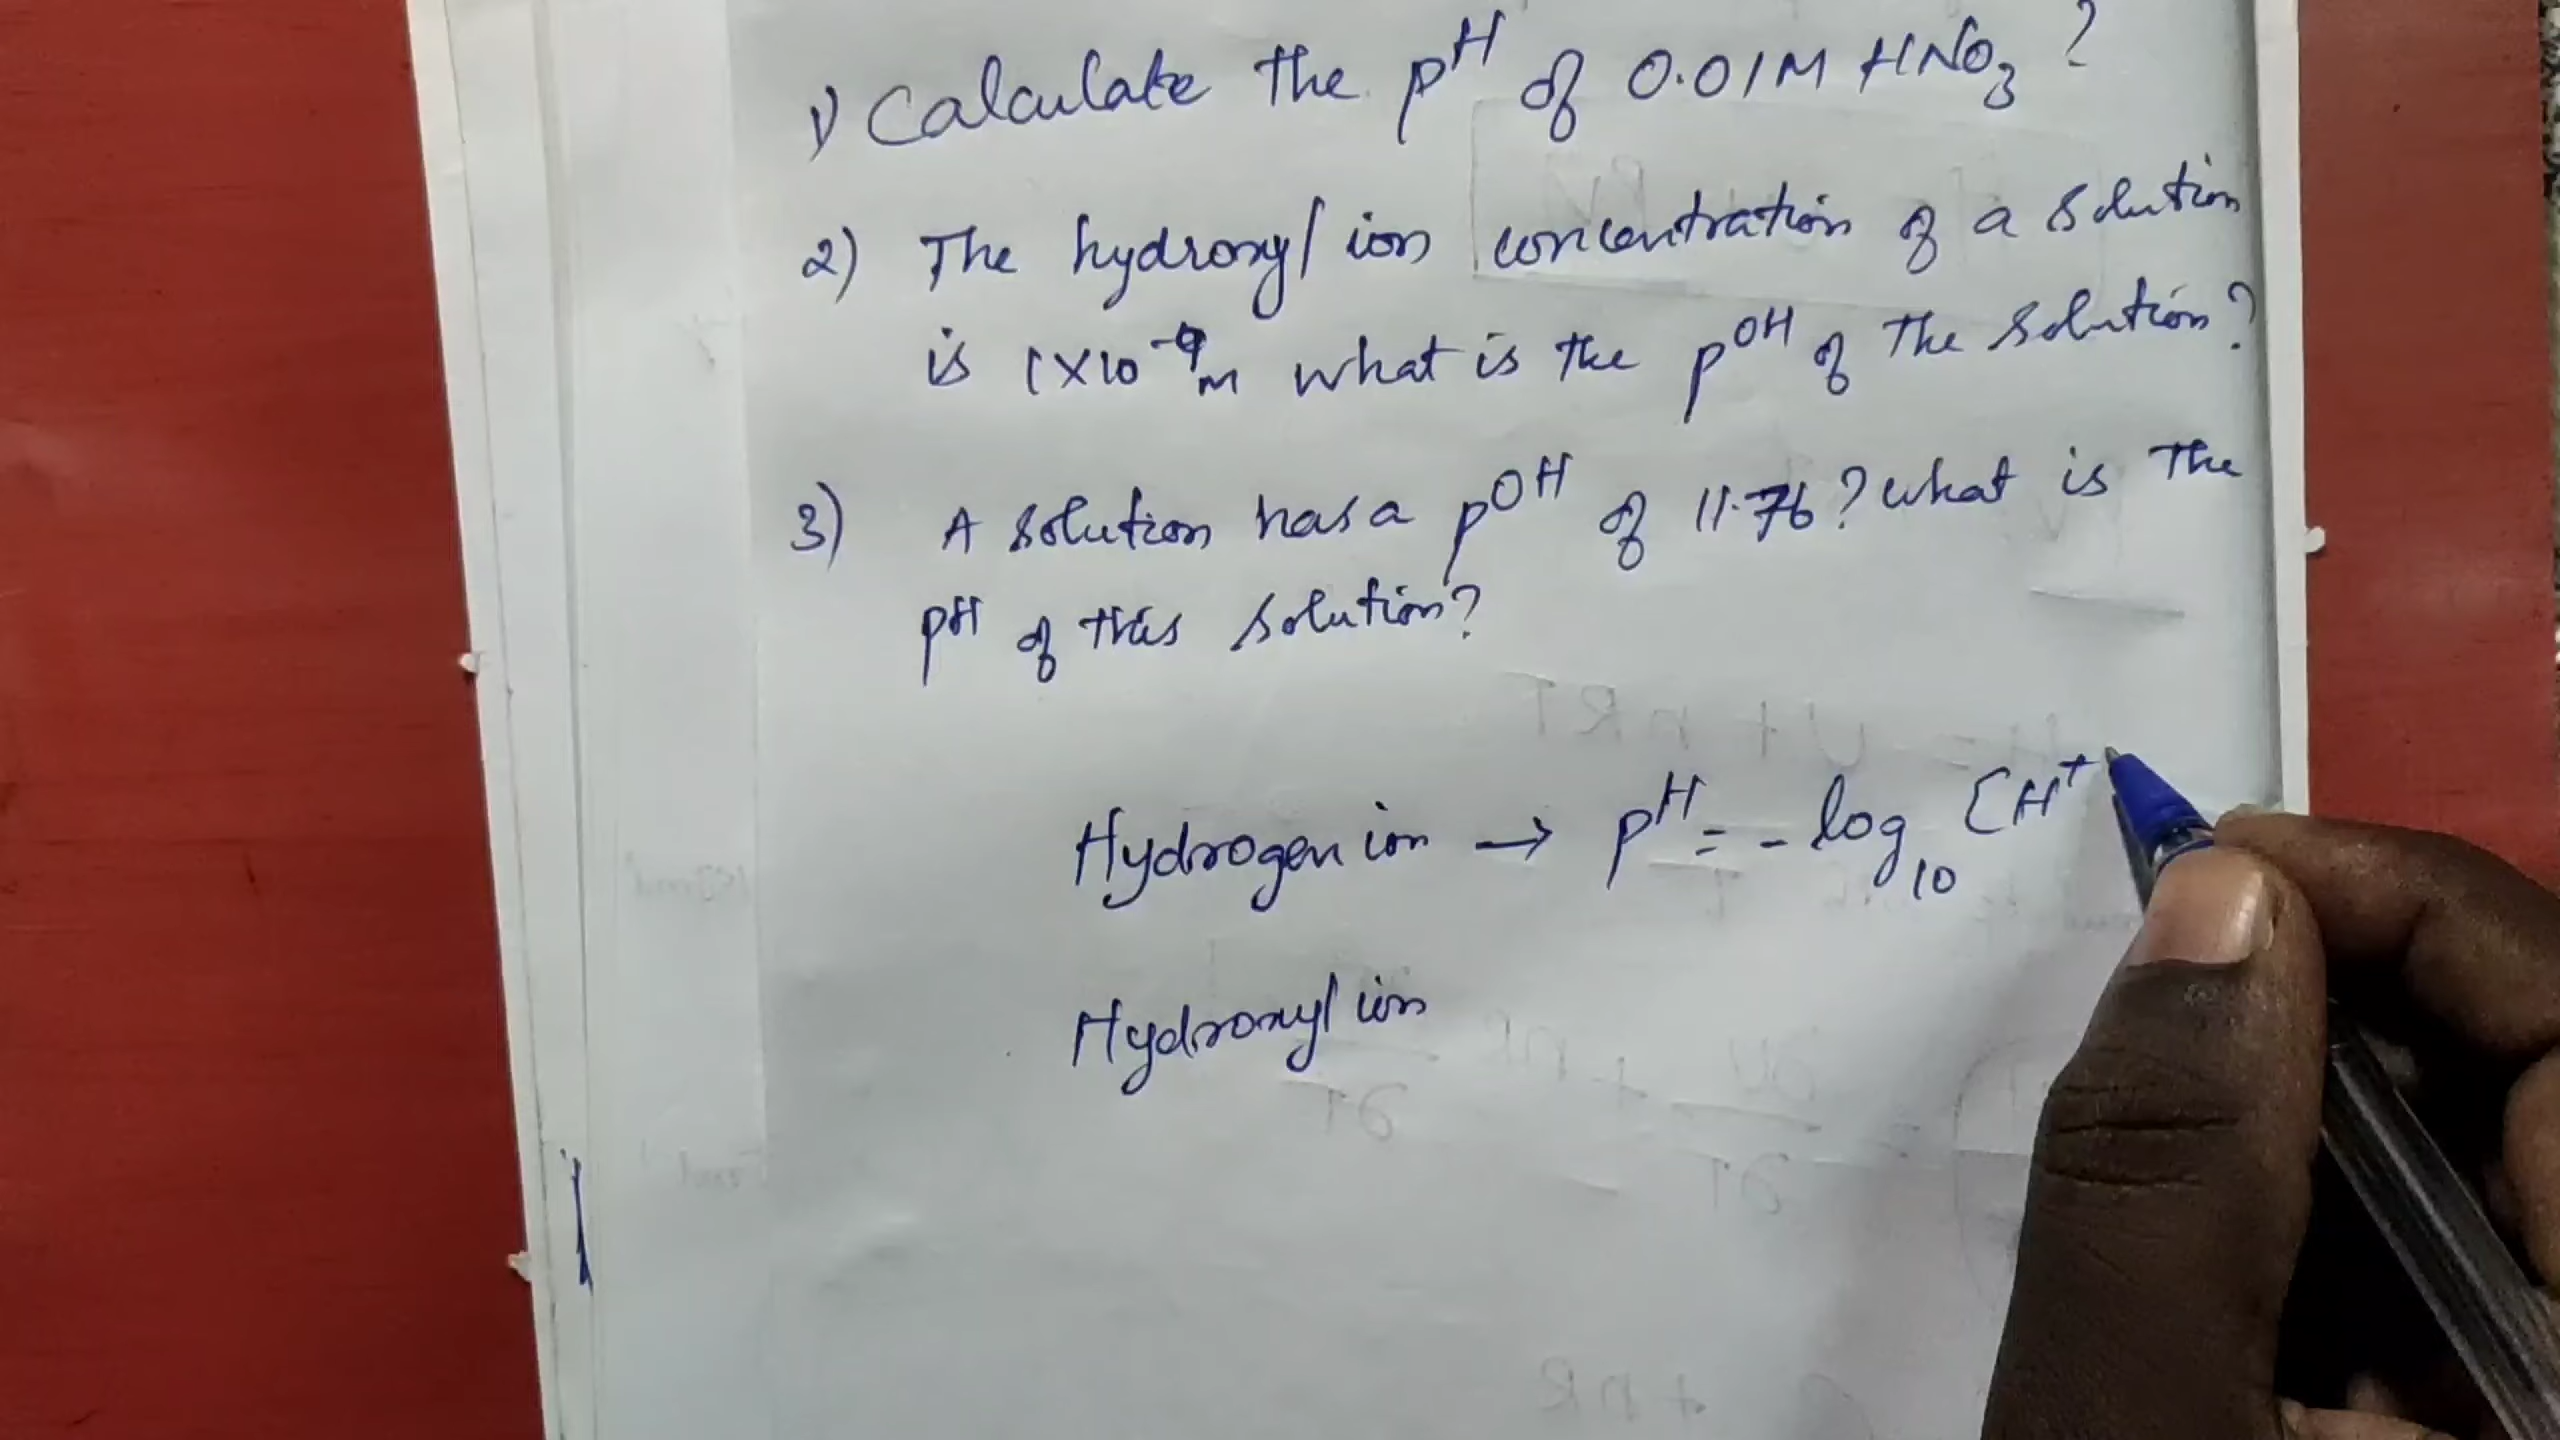 1) Calculate the pH of 0.01M HNO3 ?
2) The hydroxyl ion concentration of a solution
is 1×10⁻⁹M what is the pOH of the solution?
3) A solution has a pOH of 11.76? what is the
pH of this solution?
Hydrogen ion → pH = - log10 [H⁺
Hydroxyl ion